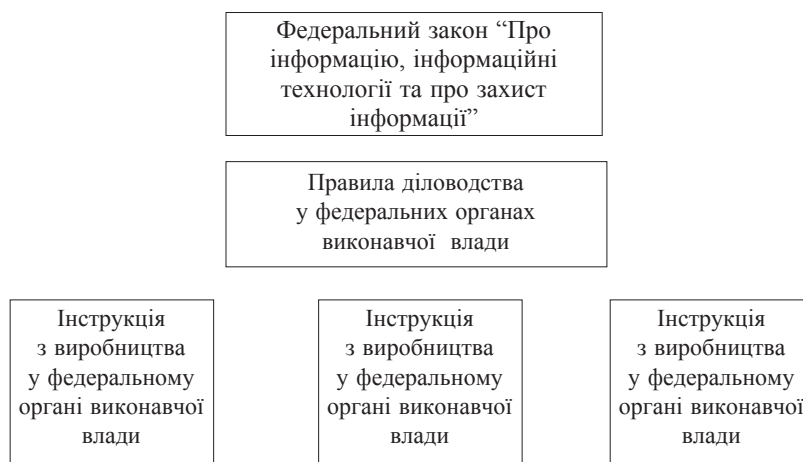 Федеральний закон “Про
інформацію, інформаційні
технології та про захист
інформації”
Правила діловодства
у федеральних органах
виконавчої влади
Інструкція
з виробництва
у федеральному
органі виконавчої
влади
Інструкція
з виробництва
у федеральному
органі виконавчої
влади
Інструкція
з виробництва
у федеральному
органі виконавчої
влади